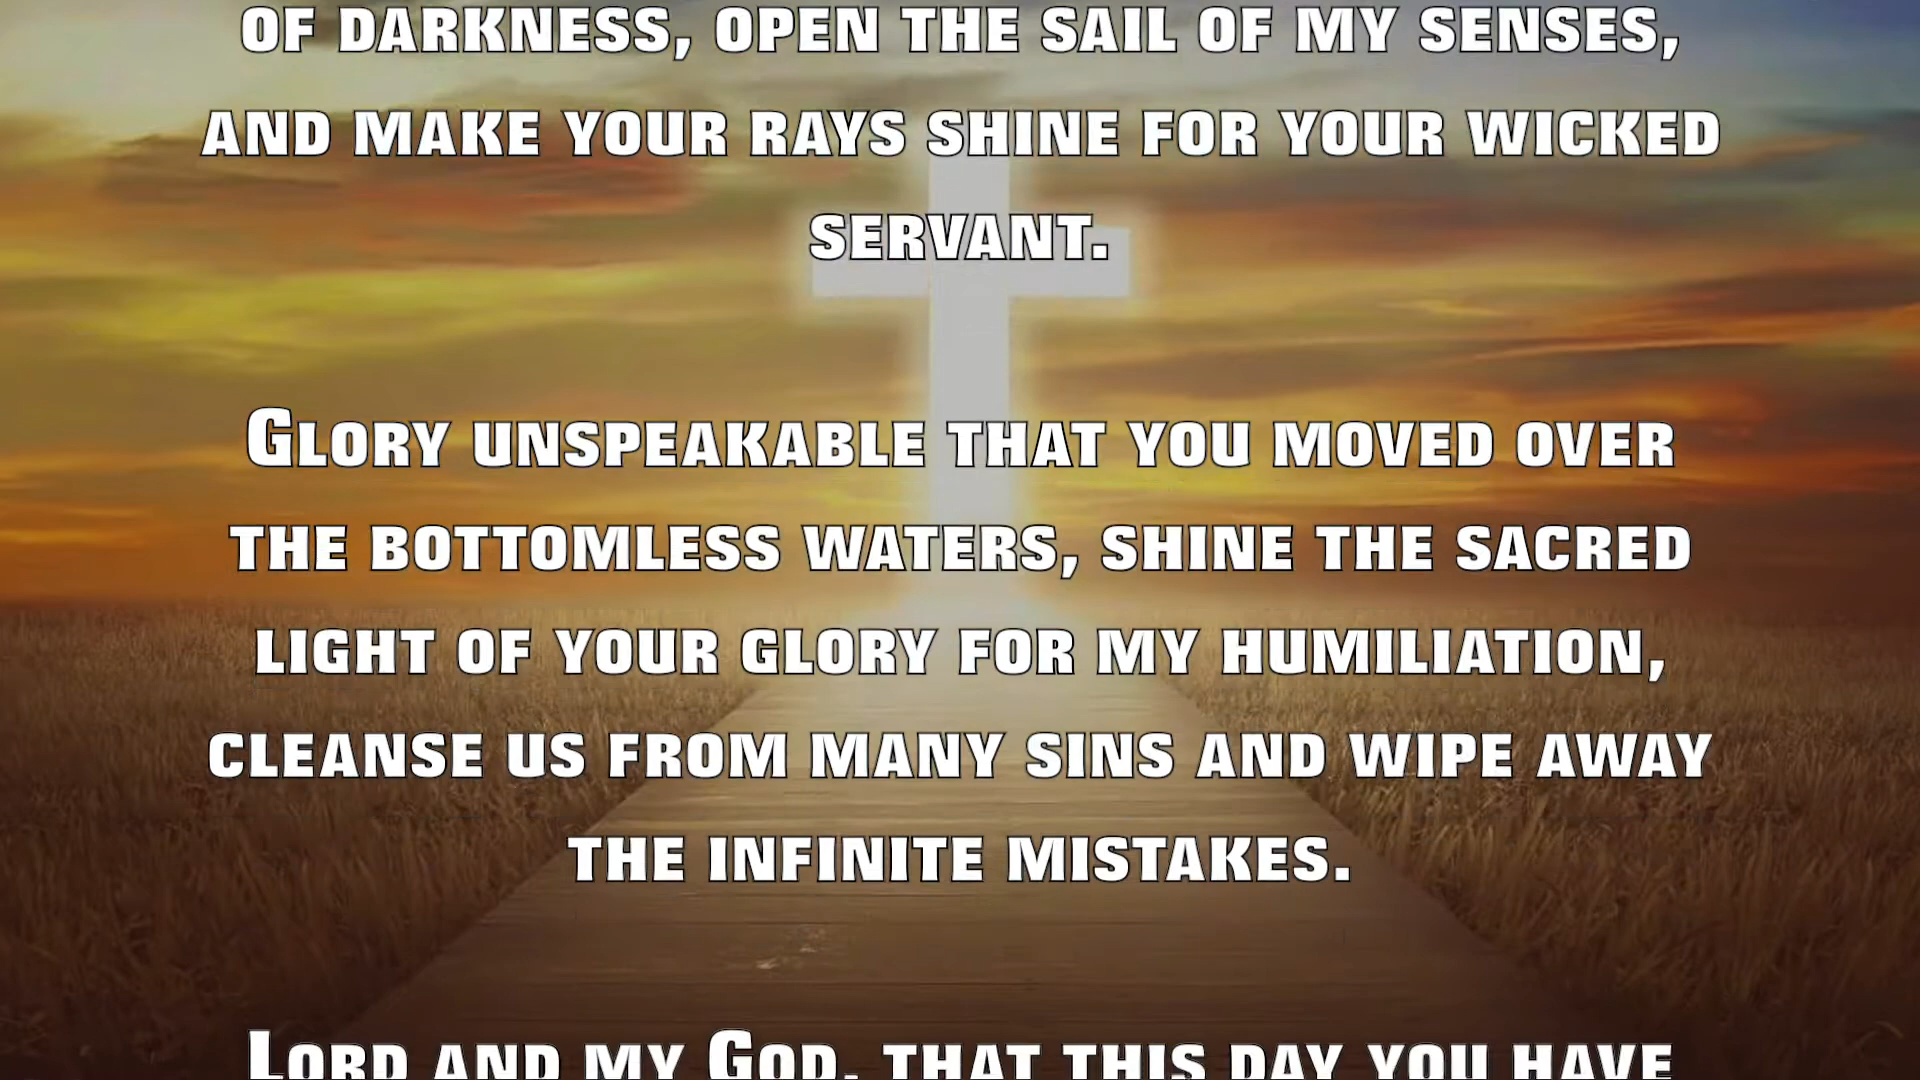 OF DARKNESS, OPEN THE SAIL OF MY SENSES,
AND MAKE YOUR RAYS SHINE FOR YOUR WICKED
SERVANT.
GLORY UNSPEAKABLE THAT YOU MOVED OVER
THE BOTTOMLESS WATERS, SHINE THE SACRED
LIGHT OF YOUR GLORY FOR MY HUMILIATION,
CLEANSE US FROM MANY SINS AND WIPE AWAY
THE INFINITE MISTAKES.
LORD AND MY GOD, THAT THIS DAY YOU HAVE